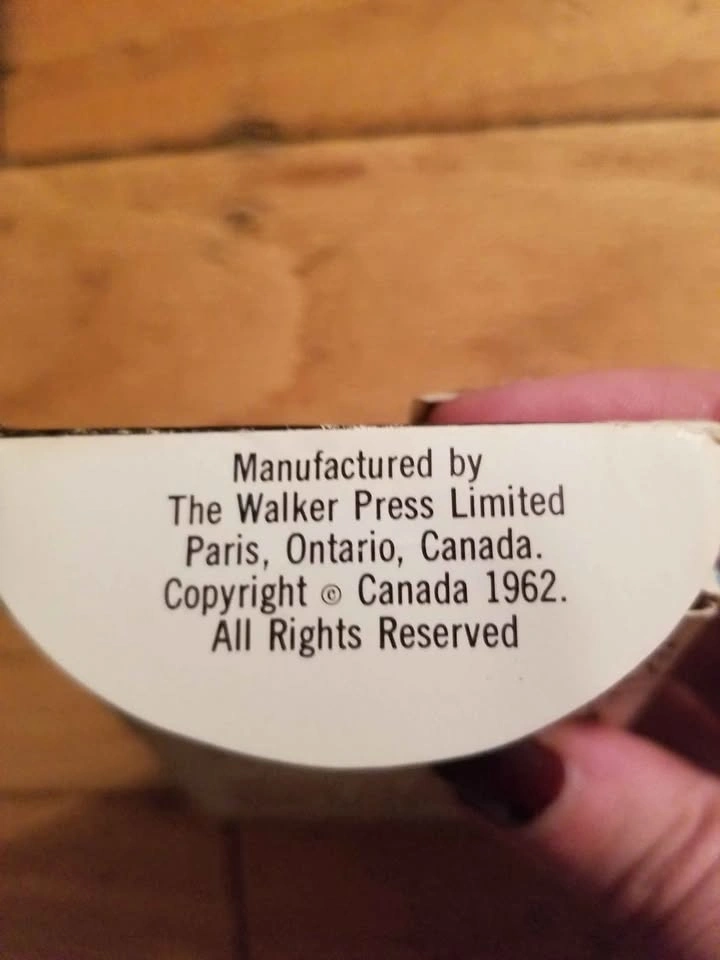 Manufactured by
The Walker Press Limited
Paris, Ontario, Canada.
Copyright © Canada 1962.
All Rights Reserved